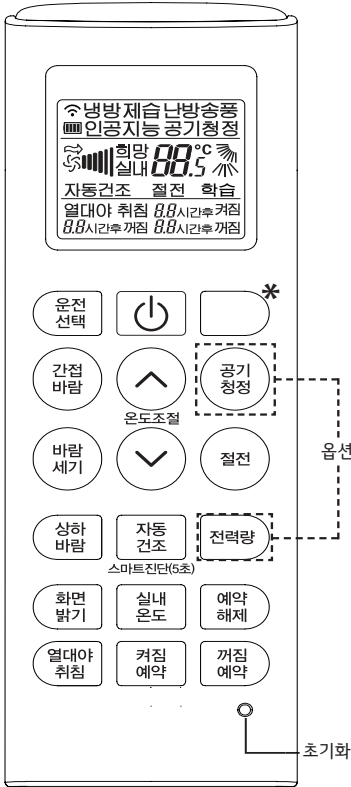 냉방제습난방송풍
인공지능 공기청정
희망
실내 88.5℃
자동건조 절전 학습
열대야 취침 8.8시간후켜짐
8.8시간후꺼짐 8.8시간후꺼짐
운전
선택
*
간접
바람
공기
청정
온도조절
옵션
바람
세기
절전
상하
바람
자동
건조
전력량
스마트진단(5초)
화면
밝기
실내
온도
예약
해제
열대야
취침
켜짐
예약
꺼짐
예약
초기화